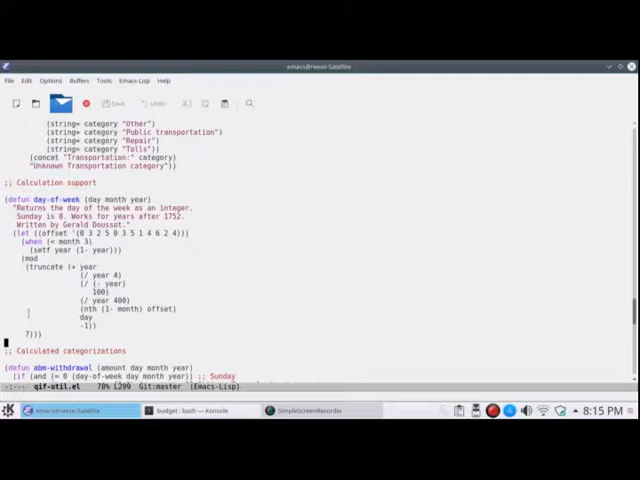 emacs@reese-Satellite
File Edit Options Buffers Tools Emacs-Lisp Help
Save Undo
(string= category "Other")
(string= category "Public transportation")
(string= category "Repair")
(string= category "Tolls"))
(concat "Transportation:" category)
"Unknown Transportation category"))
;; Calculation support
(defun day-of-week (day month year)
"Returns the day of the week as an integer.
Sunday is 0. Works for years after 1752.
Written by Gerald Doussot."
(let ((offset '(0 3 2 5 0 3 5 1 4 6 2 4)))
(when (< month 3)
(setf year (1- year)))
(mod
(truncate (+ year
(/ year 4)
(/ (- year)
100)
(/ year 400)
(nth (1- month) offset)
day
-1))
7)))
;; Calculated categorizations
(defun abm-withdrawal (amount day month year)
(if (and (= 0 (day-of-week day month year)) ;; Sunday
-:--- qif-util.el 78% L299 Git:master (Emacs-Lisp)
emacs@reese-Satellite
budget : bash — Konsole
SimpleScreenRecorder
4
8:15 PM